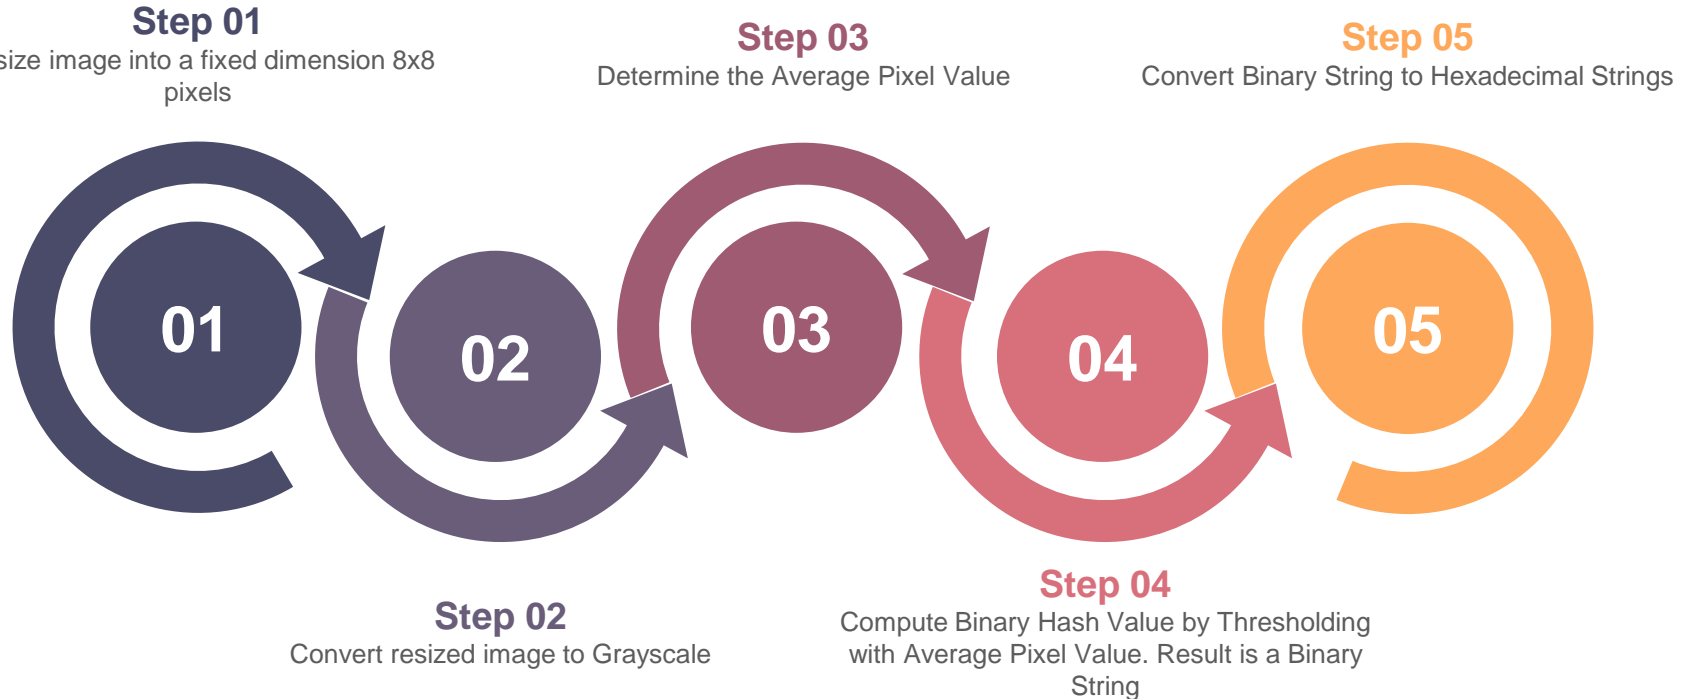 Step 01
size image into a fixed dimension 8x8
pixels
Step 03
Determine the Average Pixel Value
Step 05
Convert Binary String to Hexadecimal Strings
01
02
03
04
05
Step 02
Convert resized image to Grayscale
Step 04
Compute Binary Hash Value by Thresholding
with Average Pixel Value. Result is a Binary
String